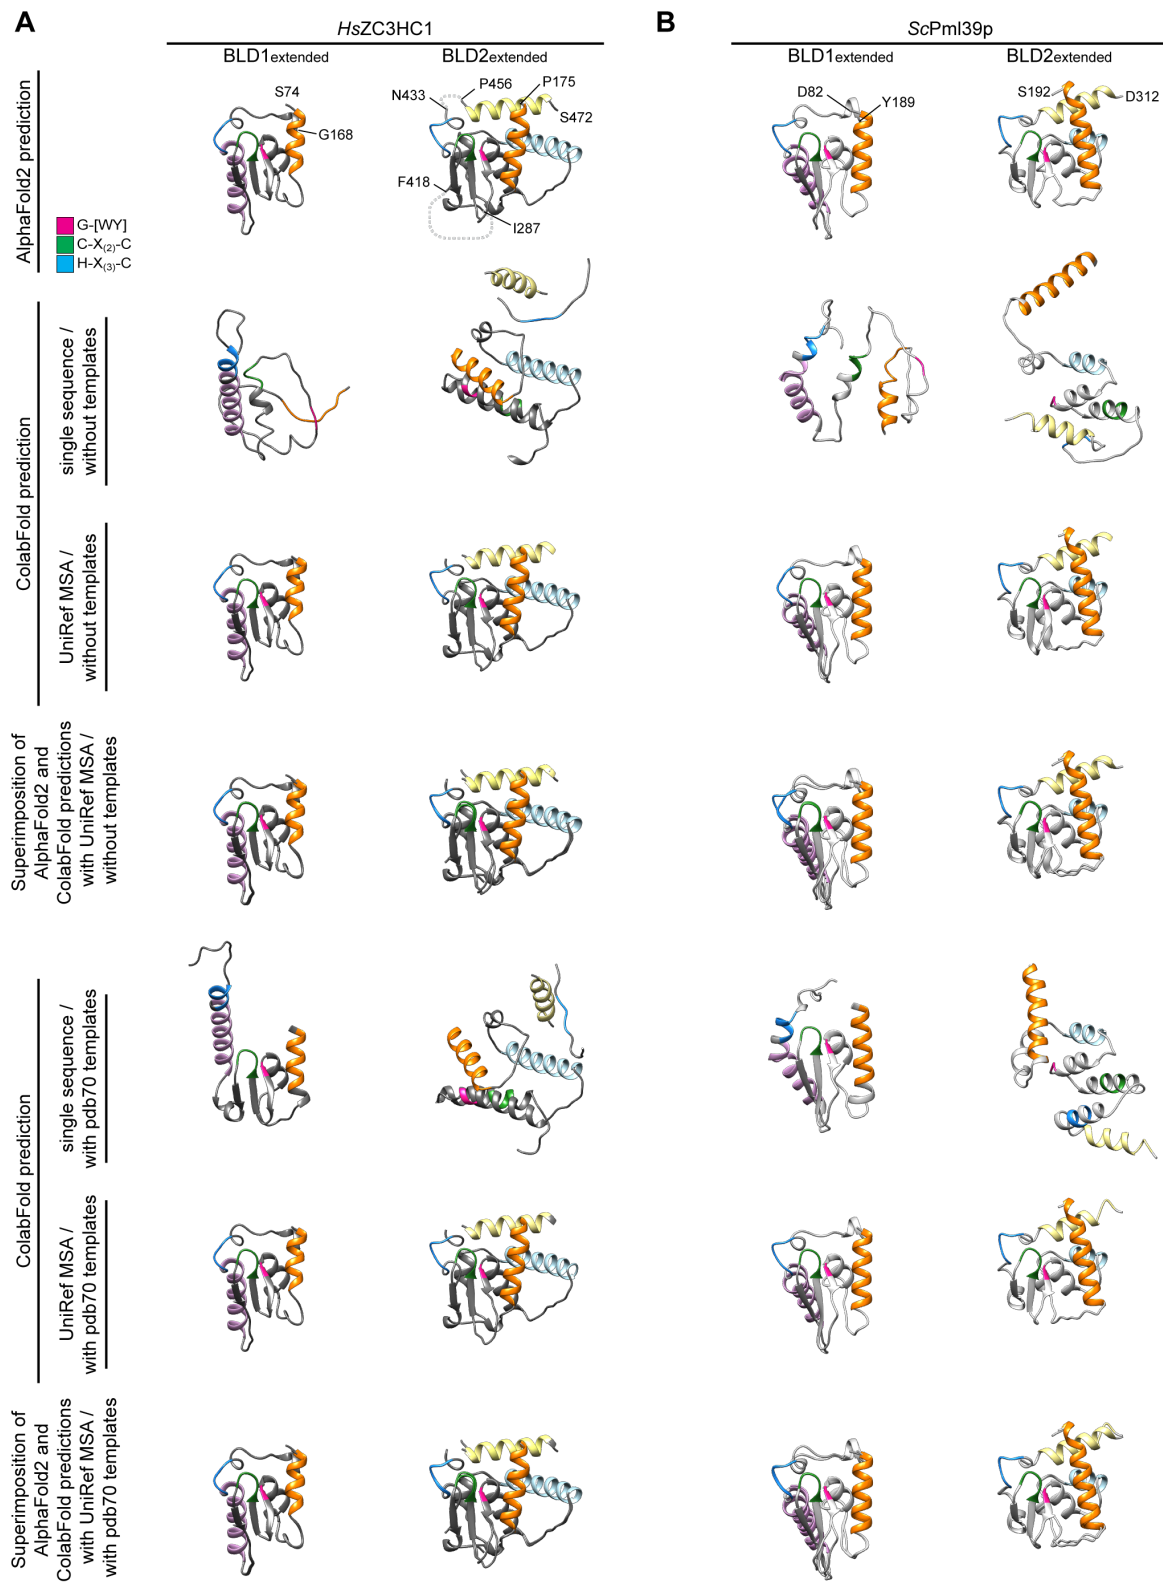 A
HsZC3HC1
BLD1extended
BLD2extended
B
ScPml39p
BLD1extended
BLD2extended
AlphaFold2 prediction
S74
G168
N433
P456
P175
S472
F418
I287
D82
Y189
S192
D312
G-[WY]
C-X(2)-C
H-X(3)-C
ColabFold prediction
single sequence /
without templates
UniRef MSA /
without templates
Superimposition of
AlphaFold2 and
ColabFold predictions
with UniRef MSA /
without templates
ColabFold prediction
single sequence /
with pdb70 templates
UniRef MSA /
with pdb70 templates
Superimposition of
AlphaFold2 and
ColabFold predictions
with UniRef MSA /
with pdb70 templates